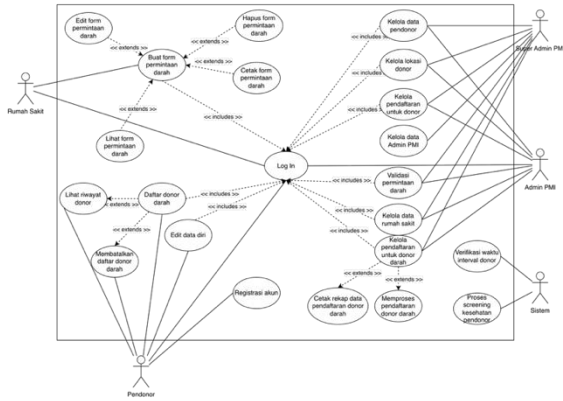 Edit form
permintaan
darah
<< extends >>
Hapus form
permintaan
darah
<< extends >>
Buat form
permintaan
darah
<< extends >>
Cetak form
permintaan
darah
<< extends >>
Lihat form
permintaan
darah
<< includes >>
Rumah Sakit
Kelola data
pendonor
<< includes >>
Kelola lokasi
donor
<< includes >>
Kelola
pendaftaran
untuk donor
<< includes >>
Kelola data
Admin PMI
Super Admin PM
Log In
Admin PMI
Validasi
permintaan
darah
<< includes >>
Kelola data
rumah sakit
<< includes >>
Kelola
pendaftaran
untuk donor
darah
<< includes >>
<< extends >>
<< extends >>
Cetak rekap data
pendaftaran donor
darah
Memproses
pendaftaran
donor darah
Lihat riwayat
donor
<< extends >>
Daftar donor
darah
<< includes >>
<< includes >>
<< extends >>
Edit data diri
Membatalkan
daftar donor
darah
Registrasi akun
Verifikasi waktu
interval donor
Proses
screening
kesehatan
pendonor
Sistem
Pendonor